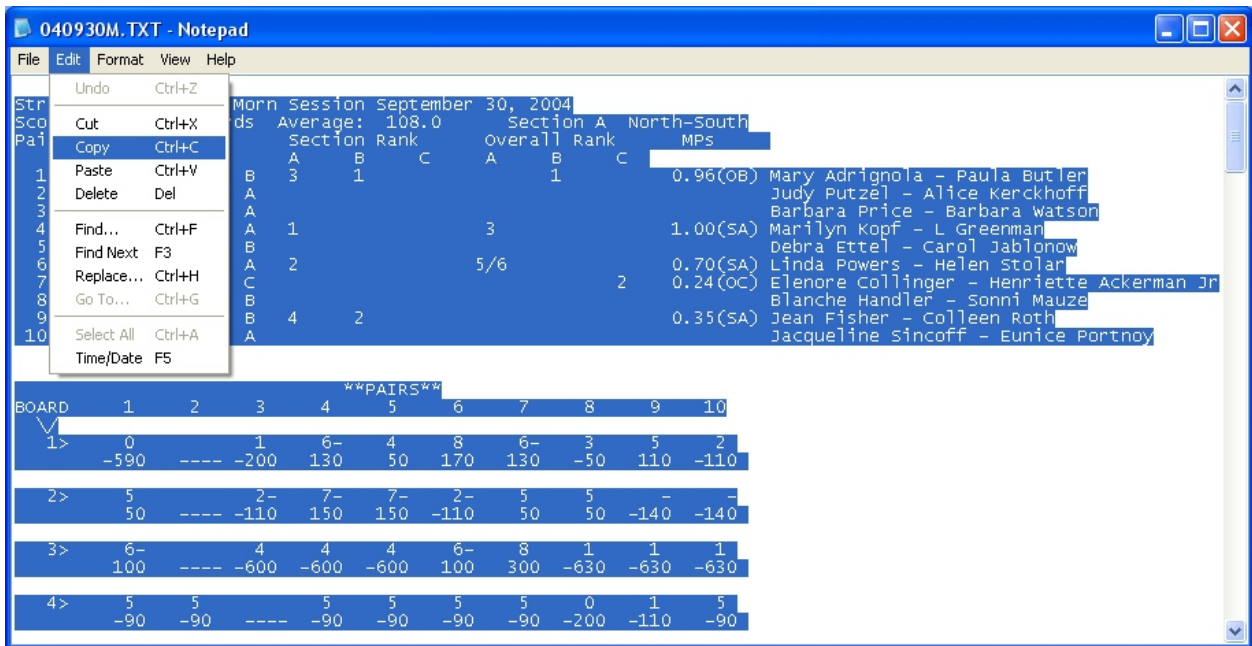 040930M.TXT - Notepad
File Edit Format View Help
Undo Ctrl+Z
Cut Ctrl+X
Copy Ctrl+C
Paste Ctrl+V
Delete Del
Find... Ctrl+F
Find Next F3
Replace... Ctrl+H
Go To... Ctrl+G
Select All Ctrl+A
Time/Date F5
Str Morn Session September 30, 2004
Sco ds Average: 108.0 Section A North-South
Pai Section Rank Overall Rank MPs
A B C A B C
1 B 3 1 1 0.96(OB) Mary Adrignola - Paula Butler
2 A Judy Putzel - Alice Kerckhoff
3 A Barbara Price - Barbara Watson
4 A 1 3 1.00(SA) Marilyn Kopf - L Greenman
5 B Debra Ettel - Carol Jablonow
6 A 2 5/6 0.70(SA) Linda Powers - Helen Stolar
7 C 2 0.24(OC) Elenore Collinger - Henriette Ackerman Jr
8 B Blanche Handler - Sonni Mauze
9 B 4 2 0.35(SA) Jean Fisher - Colleen Roth
10 A Jacqueline Sincoff - Eunice Portnoy
**PAIRS**
BOARD 1 2 3 4 5 6 7 8 9 10
\/
1> 0 1 6- 4 8 6- 3 5 2
-590 ---- -200 130 50 170 130 -50 110 -110
2> 5 2- 7- 7- 2- 5 5 - -
50 ---- -110 150 150 -110 50 50 -140 -140
3> 6- 4 4 4 6- 8 1 1 1
100 ---- -600 -600 -600 100 300 -630 -630 -630
4> 5 5 5 5 5 5 0 1 5
-90 -90 ---- -90 -90 -90 -90 -200 -110 -90